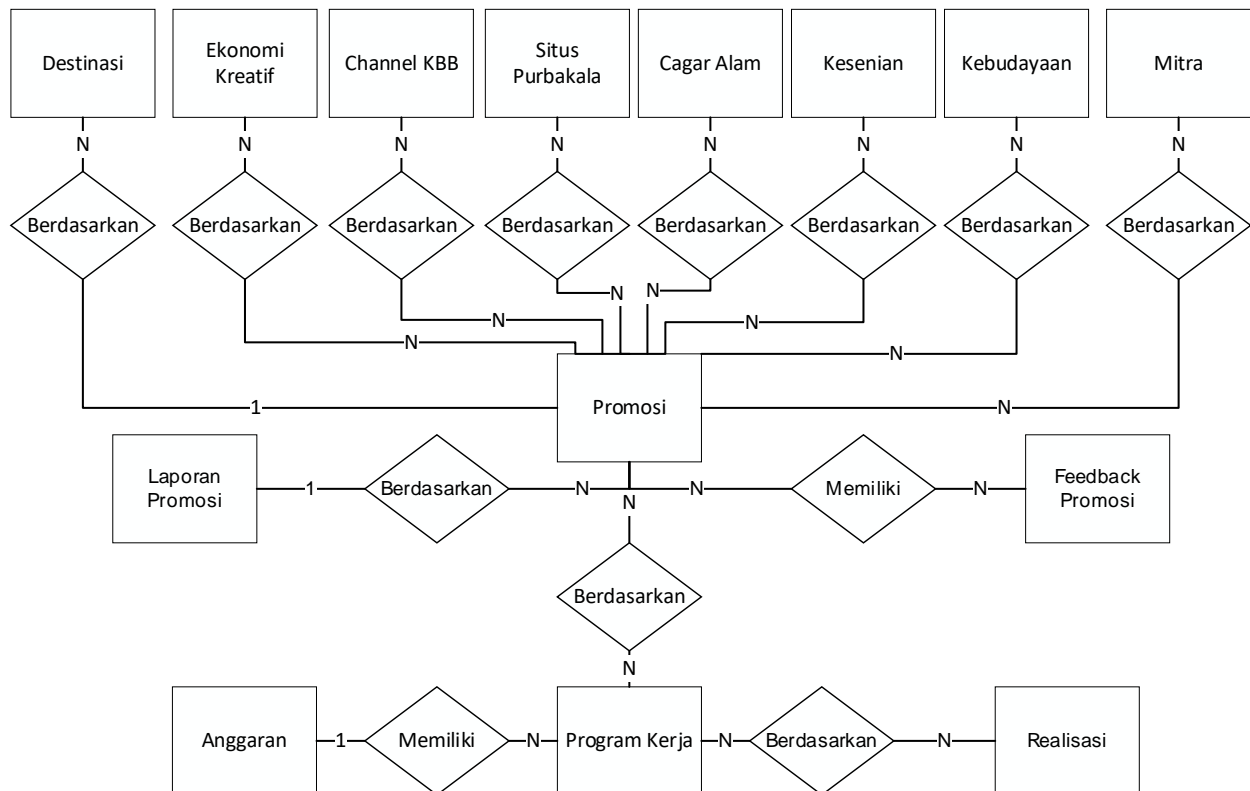 Destinasi
Ekonomi
Kreatif
Channel KBB
Situs
Purbakala
Cagar Alam
Kesenian
Kebudayaan
Mitra
N
N
N
N
N
N
N
N
Berdasarkan
Berdasarkan
Berdasarkan
Berdasarkan
Berdasarkan
Berdasarkan
Berdasarkan
Berdasarkan
N
N
N
N
N
N
1
N
Promosi
Laporan
Promosi
1
Berdasarkan
N
N
N
Memiliki
N
Feedback
Promosi
Berdasarkan
N
Anggaran
1
Memiliki
N
Program Kerja
N
Berdasarkan
N
Realisasi